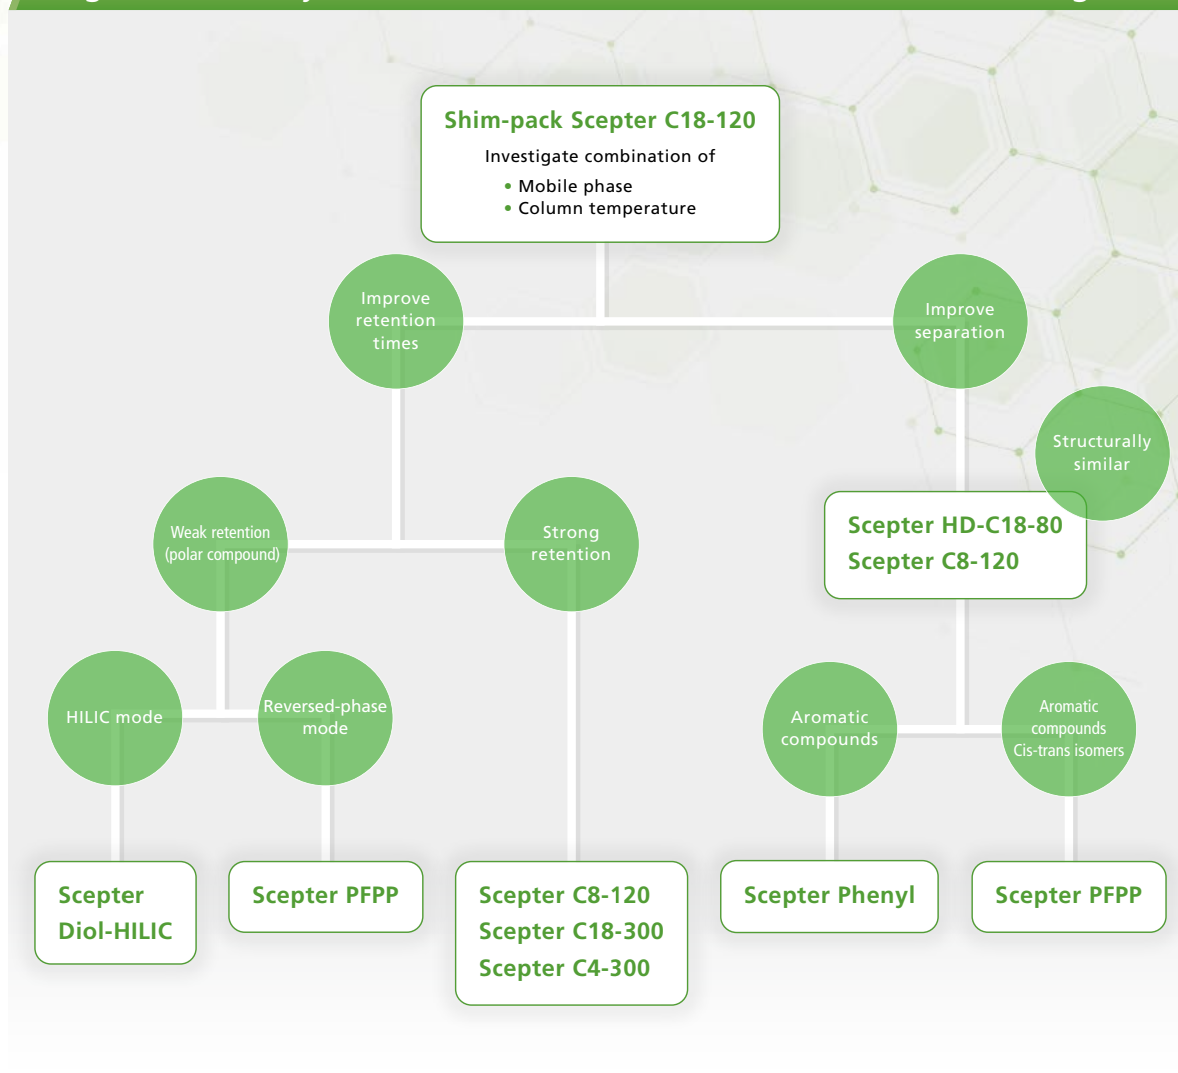 Shim-pack Scepter C18-120
Investigate combination of
• Mobile phase
• Column temperature
Improve
retention
times
Improve
separation
Structurally
similar
Weak retention
(polar compound)
Strong
retention
Scepter HD-C18-80
Scepter C8-120
HILIC mode
Reversed-phase
mode
Aromatic
compounds
Aromatic
compounds
Cis-trans isomers
Scepter
Diol-HILIC
Scepter PFPP
Scepter C8-120
Scepter C18-300
Scepter C4-300
Scepter Phenyl
Scepter PFPP